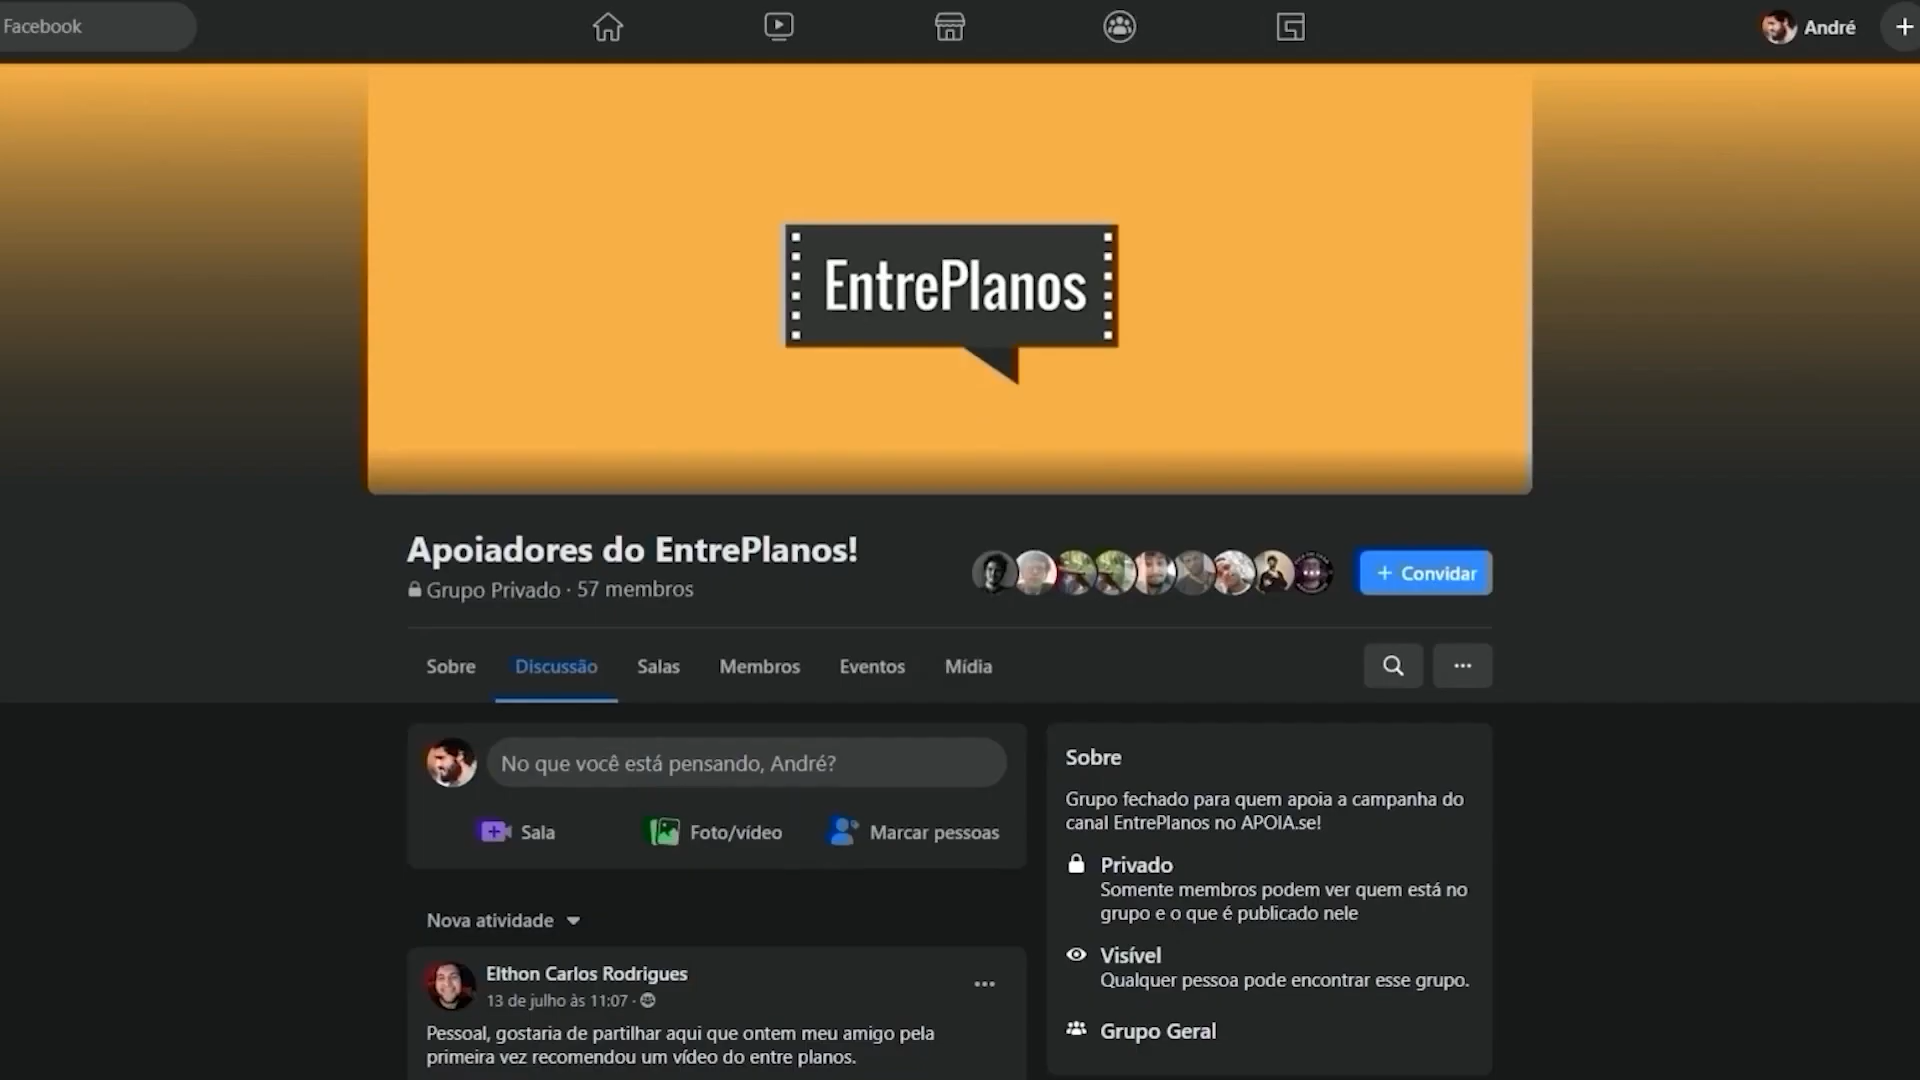 Facebook
André
EntrePlanos
Apoiadores do EntrePlanos!
Grupo Privado · 57 membros
+ Convidar
Sobre
Discussão
Salas
Membros
Eventos
Mídia
No que você está pensando, André?
Sala
Foto/vídeo
Marcar pessoas
Nova atividade
Elthon Carlos Rodrigues
13 de julho às 11:07 ·
Pessoal, gostaria de partilhar aqui que ontem meu amigo pela
primeira vez recomendou um vídeo do entre planos.
Sobre
Grupo fechado para quem apoia a campanha do
canal EntrePlanos no APOIA.se!
Privado
Somente membros podem ver quem está no
grupo e o que é publicado nele
Visível
Qualquer pessoa pode encontrar esse grupo.
Grupo Geral